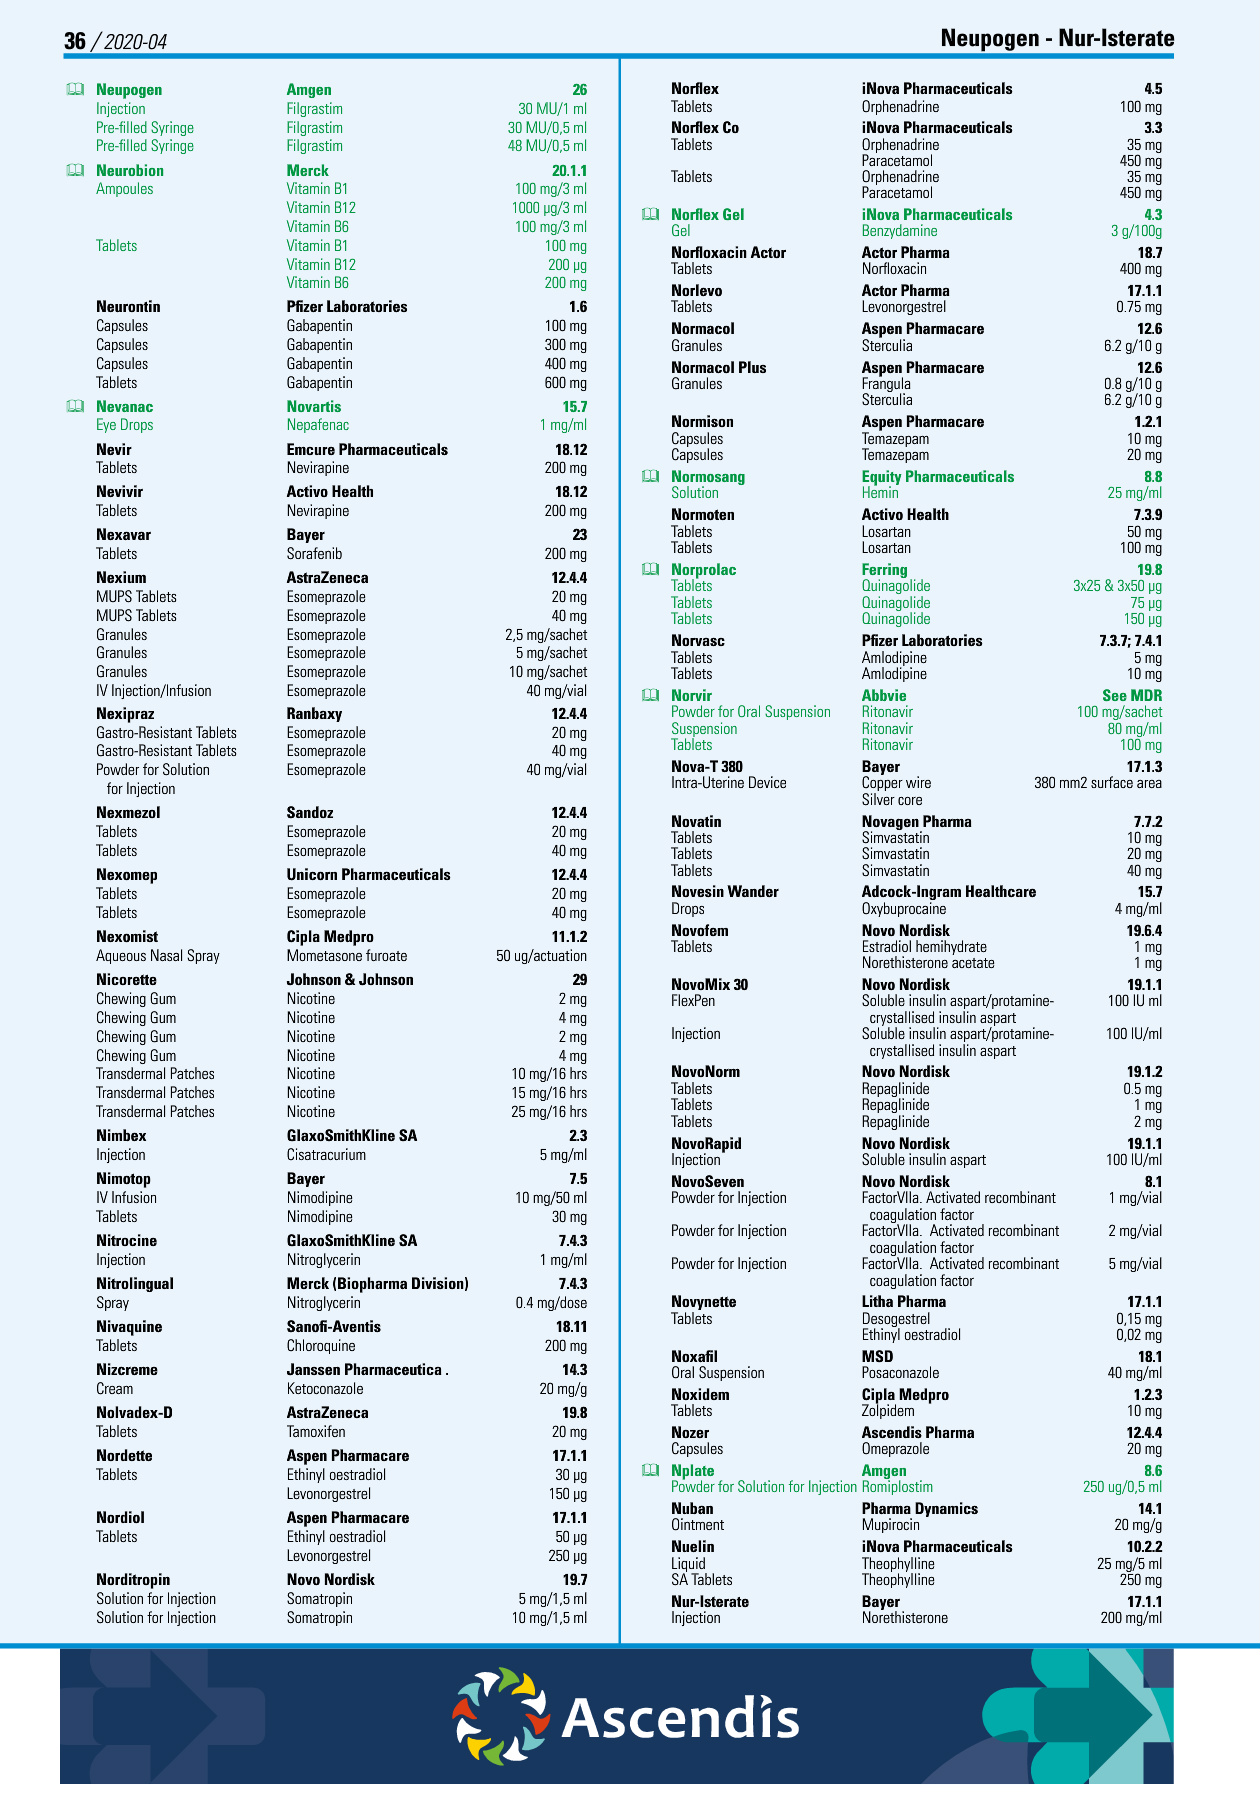 36 / 2020-04
Neupogen - Nur-Isterate
Neupogen Amgen 26
Injection Filgrastim 30 MU/1 ml
Pre-filled Syringe Filgrastim 30 MU/0,5 ml
Pre-filled Syringe Filgrastim 48 MU/0,5 ml
Neurobion Merck 20.1.1
Ampoules Vitamin B1 100 mg/3 ml
Vitamin B12 1000 µg/3 ml
Vitamin B6 100 mg/3 ml
Tablets Vitamin B1 100 mg
Vitamin B12 200 µg
Vitamin B6 200 mg
Neurontin Pfizer Laboratories 1.6
Capsules Gabapentin 100 mg
Capsules Gabapentin 300 mg
Capsules Gabapentin 400 mg
Tablets Gabapentin 600 mg
Nevanac Novartis 15.7
Eye Drops Nepafenac 1 mg/ml
Nevir Emcure Pharmaceuticals 18.12
Tablets Nevirapine 200 mg
Nevivir Activo Health 18.12
Tablets Nevirapine 200 mg
Nexavar Bayer 23
Tablets Sorafenib 200 mg
Nexium AstraZeneca 12.4.4
MUPS Tablets Esomeprazole 20 mg
MUPS Tablets Esomeprazole 40 mg
Granules Esomeprazole 2,5 mg/sachet
Granules Esomeprazole 5 mg/sachet
Granules Esomeprazole 10 mg/sachet
IV Injection/Infusion Esomeprazole 40 mg/vial
Nexipraz Ranbaxy 12.4.4
Gastro-Resistant Tablets Esomeprazole 20 mg
Gastro-Resistant Tablets Esomeprazole 40 mg
Powder for Solution Esomeprazole 40 mg/vial
for Injection
Nexmezol Sandoz 12.4.4
Tablets Esomeprazole 20 mg
Tablets Esomeprazole 40 mg
Nexomep Unicorn Pharmaceuticals 12.4.4
Tablets Esomeprazole 20 mg
Tablets Esomeprazole 40 mg
Nexomist Cipla Medpro 11.1.2
Aqueous Nasal Spray Mometasone furoate 50 ug/actuation
Nicorette Johnson & Johnson 29
Chewing Gum Nicotine 2 mg
Chewing Gum Nicotine 4 mg
Chewing Gum Nicotine 2 mg
Chewing Gum Nicotine 4 mg
Transdermal Patches Nicotine 10 mg/16 hrs
Transdermal Patches Nicotine 15 mg/16 hrs
Transdermal Patches Nicotine 25 mg/16 hrs
Nimbex GlaxoSmithKline SA 2.3
Injection Cisatracurium 5 mg/ml
Nimotop Bayer 7.5
IV Infusion Nimodipine 10 mg/50 ml
Tablets Nimodipine 30 mg
Nitrocine GlaxoSmithKline SA 7.4.3
Injection Nitroglycerin 1 mg/ml
Nitrolingual Merck (Biopharma Division) 7.4.3
Spray Nitroglycerin 0.4 mg/dose
Nivaquine Sanofi-Aventis 18.11
Tablets Chloroquine 200 mg
Nizcreme Janssen Pharmaceutica . 14.3
Cream Ketoconazole 20 mg/g
Nolvadex-D AstraZeneca 19.8
Tablets Tamoxifen 20 mg
Nordette Aspen Pharmacare 17.1.1
Tablets Ethinyl oestradiol 30 µg
Levonorgestrel 150 µg
Nordiol Aspen Pharmacare 17.1.1
Tablets Ethinyl oestradiol 50 µg
Levonorgestrel 250 µg
Norditropin Novo Nordisk 19.7
Solution for Injection Somatropin 5 mg/1,5 ml
Solution for Injection Somatropin 10 mg/1,5 ml
Norflex iNova Pharmaceuticals 4.5
Tablets Orphenadrine 100 mg
Norflex Co iNova Pharmaceuticals 3.3
Tablets Orphenadrine 35 mg
Paracetamol 450 mg
Tablets Orphenadrine 35 mg
Paracetamol 450 mg
Norflex Gel iNova Pharmaceuticals 4.3
Gel Benzydamine 3 g/100g
Norfloxacin Actor Actor Pharma 18.7
Tablets Norfloxacin 400 mg
Norlevo Actor Pharma 17.1.1
Tablets Levonorgestrel 0.75 mg
Normacol Aspen Pharmacare 12.6
Granules Sterculia 6.2 g/10 g
Normacol Plus Aspen Pharmacare 12.6
Granules Frangula 0.8 g/10 g
Sterculia 6.2 g/10 g
Normison Aspen Pharmacare 1.2.1
Capsules Temazepam 10 mg
Capsules Temazepam 20 mg
Normosang Equity Pharmaceuticals 8.8
Solution Hemin 25 mg/ml
Normoten Activo Health 7.3.9
Tablets Losartan 50 mg
Tablets Losartan 100 mg
Norprolac Ferring 19.8
Tablets Quinagolide 3x25 & 3x50 µg
Tablets Quinagolide 75 µg
Tablets Quinagolide 150 µg
Norvasc Pfizer Laboratories 7.3.7; 7.4.1
Tablets Amlodipine 5 mg
Tablets Amlodipine 10 mg
Norvir Abbvie See MDR
Powder for Oral Suspension Ritonavir 100 mg/sachet
Suspension Ritonavir 80 mg/ml
Tablets Ritonavir 100 mg
Nova-T 380 Bayer 17.1.3
Intra-Uterine Device Copper wire 380 mm2 surface area
Silver core
Novatin Novagen Pharma 7.7.2
Tablets Simvastatin 10 mg
Tablets Simvastatin 20 mg
Tablets Simvastatin 40 mg
Novesin Wander Adcock-Ingram Healthcare 15.7
Drops Oxybuprocaine 4 mg/ml
Novofem Novo Nordisk 19.6.4
Tablets Estradiol hemihydrate 1 mg
Norethisterone acetate 1 mg
NovoMix 30 Novo Nordisk 19.1.1
FlexPen Soluble insulin aspart/protamine- 100 IU ml
crystallised insulin aspart
Injection Soluble insulin aspart/protamine- 100 IU/ml
crystallised insulin aspart
NovoNorm Novo Nordisk 19.1.2
Tablets Repaglinide 0.5 mg
Tablets Repaglinide 1 mg
Tablets Repaglinide 2 mg
NovoRapid Novo Nordisk 19.1.1
Injection Soluble insulin aspart 100 IU/ml
NovoSeven Novo Nordisk 8.1
Powder for Injection FactorVIIa. Activated recombinant 1 mg/vial
coagulation factor
Powder for Injection FactorVIIa. Activated recombinant 2 mg/vial
coagulation factor
Powder for Injection FactorVIIa. Activated recombinant 5 mg/vial
coagulation factor
Novynette Litha Pharma 17.1.1
Tablets Desogestrel 0,15 mg
Ethinyl oestradiol 0,02 mg
Noxafil MSD 18.1
Oral Suspension Posaconazole 40 mg/ml
Noxidem Cipla Medpro 1.2.3
Tablets Zolpidem 10 mg
Nozer Ascendis Pharma 12.4.4
Capsules Omeprazole 20 mg
Nplate Amgen 8.6
Powder for Solution for Injection Romiplostim 250 ug/0,5 ml
Nuban Pharma Dynamics 14.1
Ointment Mupirocin 20 mg/g
Nuelin iNova Pharmaceuticals 10.2.2
Liquid Theophylline 25 mg/5 ml
SA Tablets Theophylline 250 mg
Nur-Isterate Bayer 17.1.1
Injection Norethisterone 200 mg/ml
Ascendis